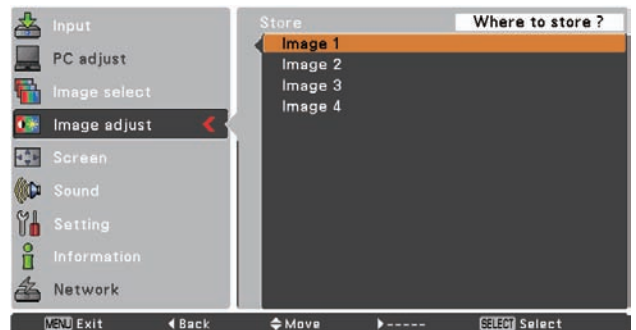 Input
PC adjust
Image select
Image adjust
Screen
Sound
Setting
Information
Network
Store
Where to store ?
Image 1
Image 2
Image 3
Image 4
MENU Exit
Back
Move
-----
SELECT Select